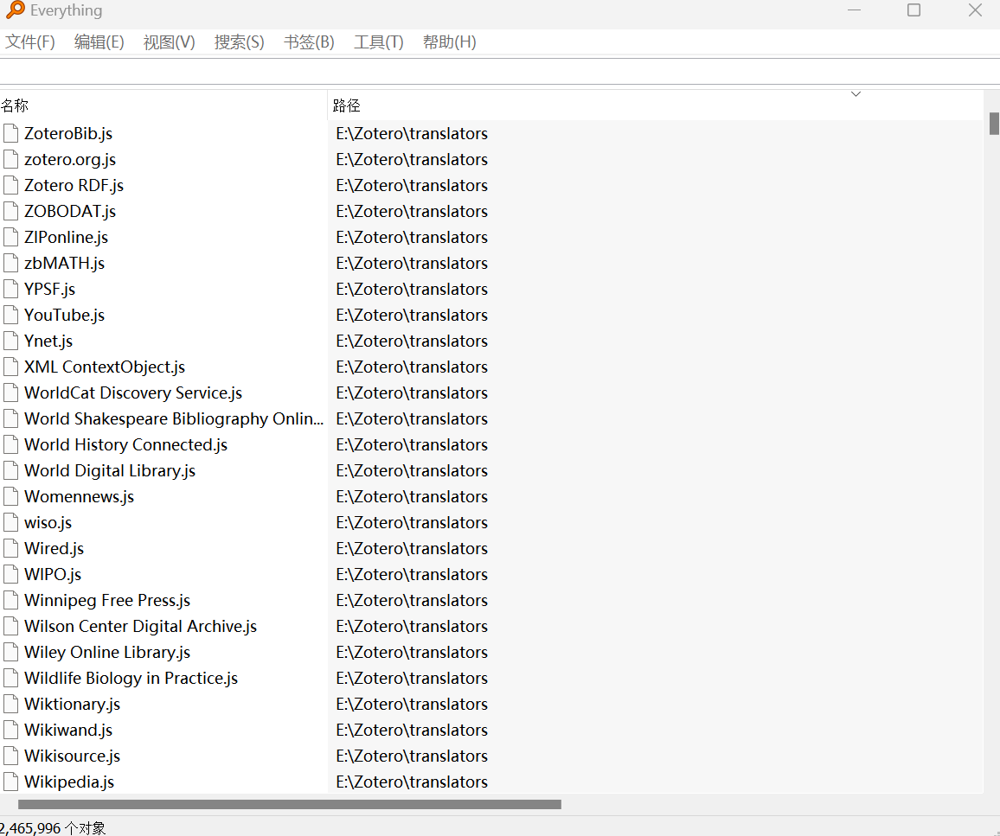 Everything
文件(F) 编辑(E) 视图(V) 搜索(S) 书签(B) 工具(T) 帮助(H)
名称 路径
ZoteroBib.js E:\Zotero\translators
zotero.org.js E:\Zotero\translators
Zotero RDF.js E:\Zotero\translators
ZOBODAT.js E:\Zotero\translators
ZIPonline.js E:\Zotero\translators
zbMATH.js E:\Zotero\translators
YPSF.js E:\Zotero\translators
YouTube.js E:\Zotero\translators
Ynet.js E:\Zotero\translators
XML ContextObject.js E:\Zotero\translators
WorldCat Discovery Service.js E:\Zotero\translators
World Shakespeare Bibliography Onlin... E:\Zotero\translators
World History Connected.js E:\Zotero\translators
World Digital Library.js E:\Zotero\translators
Womennews.js E:\Zotero\translators
wiso.js E:\Zotero\translators
Wired.js E:\Zotero\translators
WIPO.js E:\Zotero\translators
Winnipeg Free Press.js E:\Zotero\translators
Wilson Center Digital Archive.js E:\Zotero\translators
Wiley Online Library.js E:\Zotero\translators
Wildlife Biology in Practice.js E:\Zotero\translators
Wiktionary.js E:\Zotero\translators
Wikiwand.js E:\Zotero\translators
Wikisource.js E:\Zotero\translators
Wikipedia.js E:\Zotero\translators
2,465,996 个对象